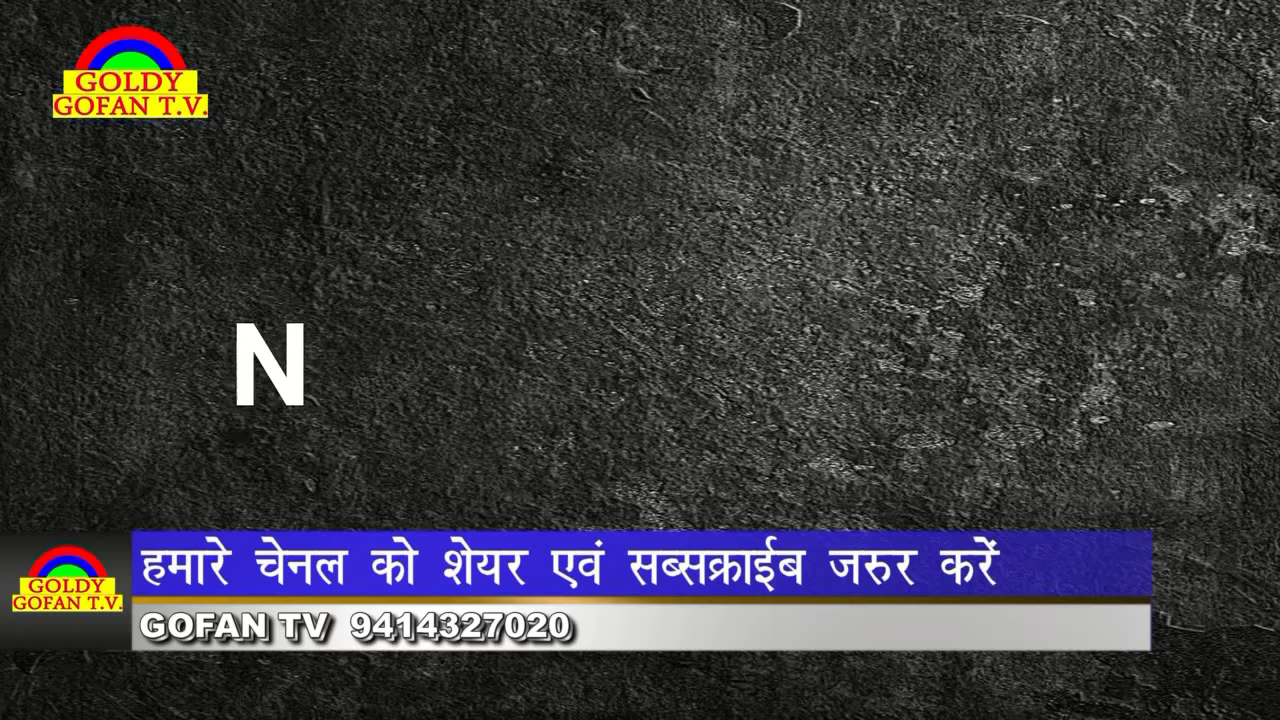 GOLDY
GOFAN T.V.
N
हमारे चेनल को शेयर एवं सब्सक्राईब जरुर करें
GOLDY
GOFAN T.V.
GOFAN TV 9414327020